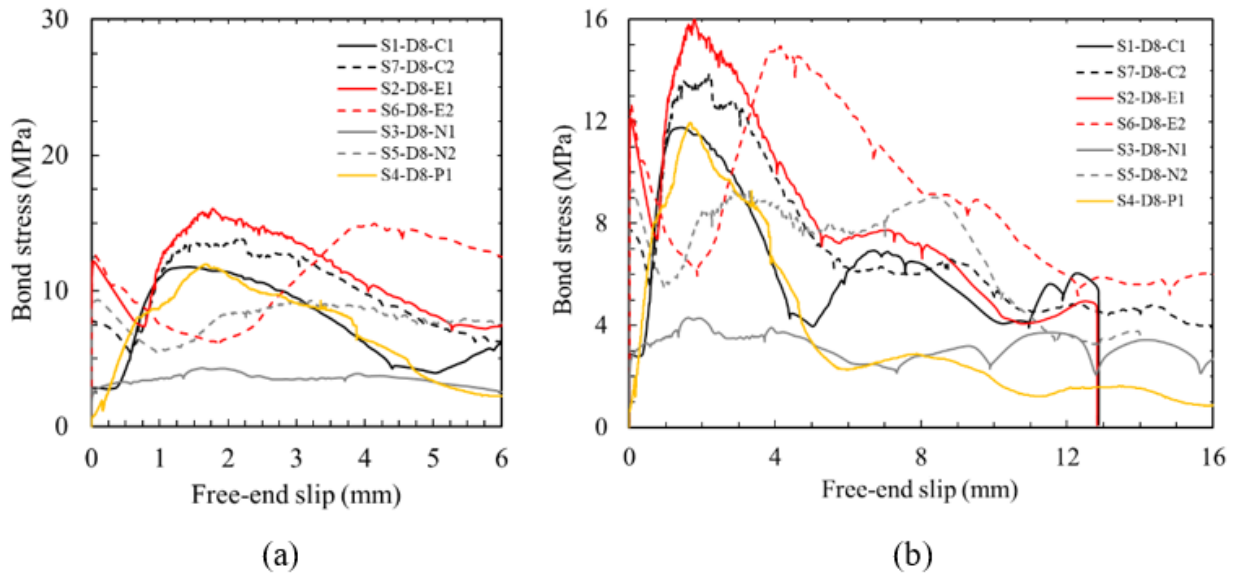 30
20
10
0
Bond stress (MPa)
S1-D8-C1
S7-D8-C2
S2-D8-E1
S6-D8-E2
S3-D8-N1
S5-D8-N2
S4-D8-P1
0 1 2 3 4 5 6
Free-end slip (mm)
(a)
16
12
8
4
0
Bond stress (MPa)
S1-D8-C1
S7-D8-C2
S2-D8-E1
S6-D8-E2
S3-D8-N1
S5-D8-N2
S4-D8-P1
0 4 8 12 16
Free-end slip (mm)
(b)